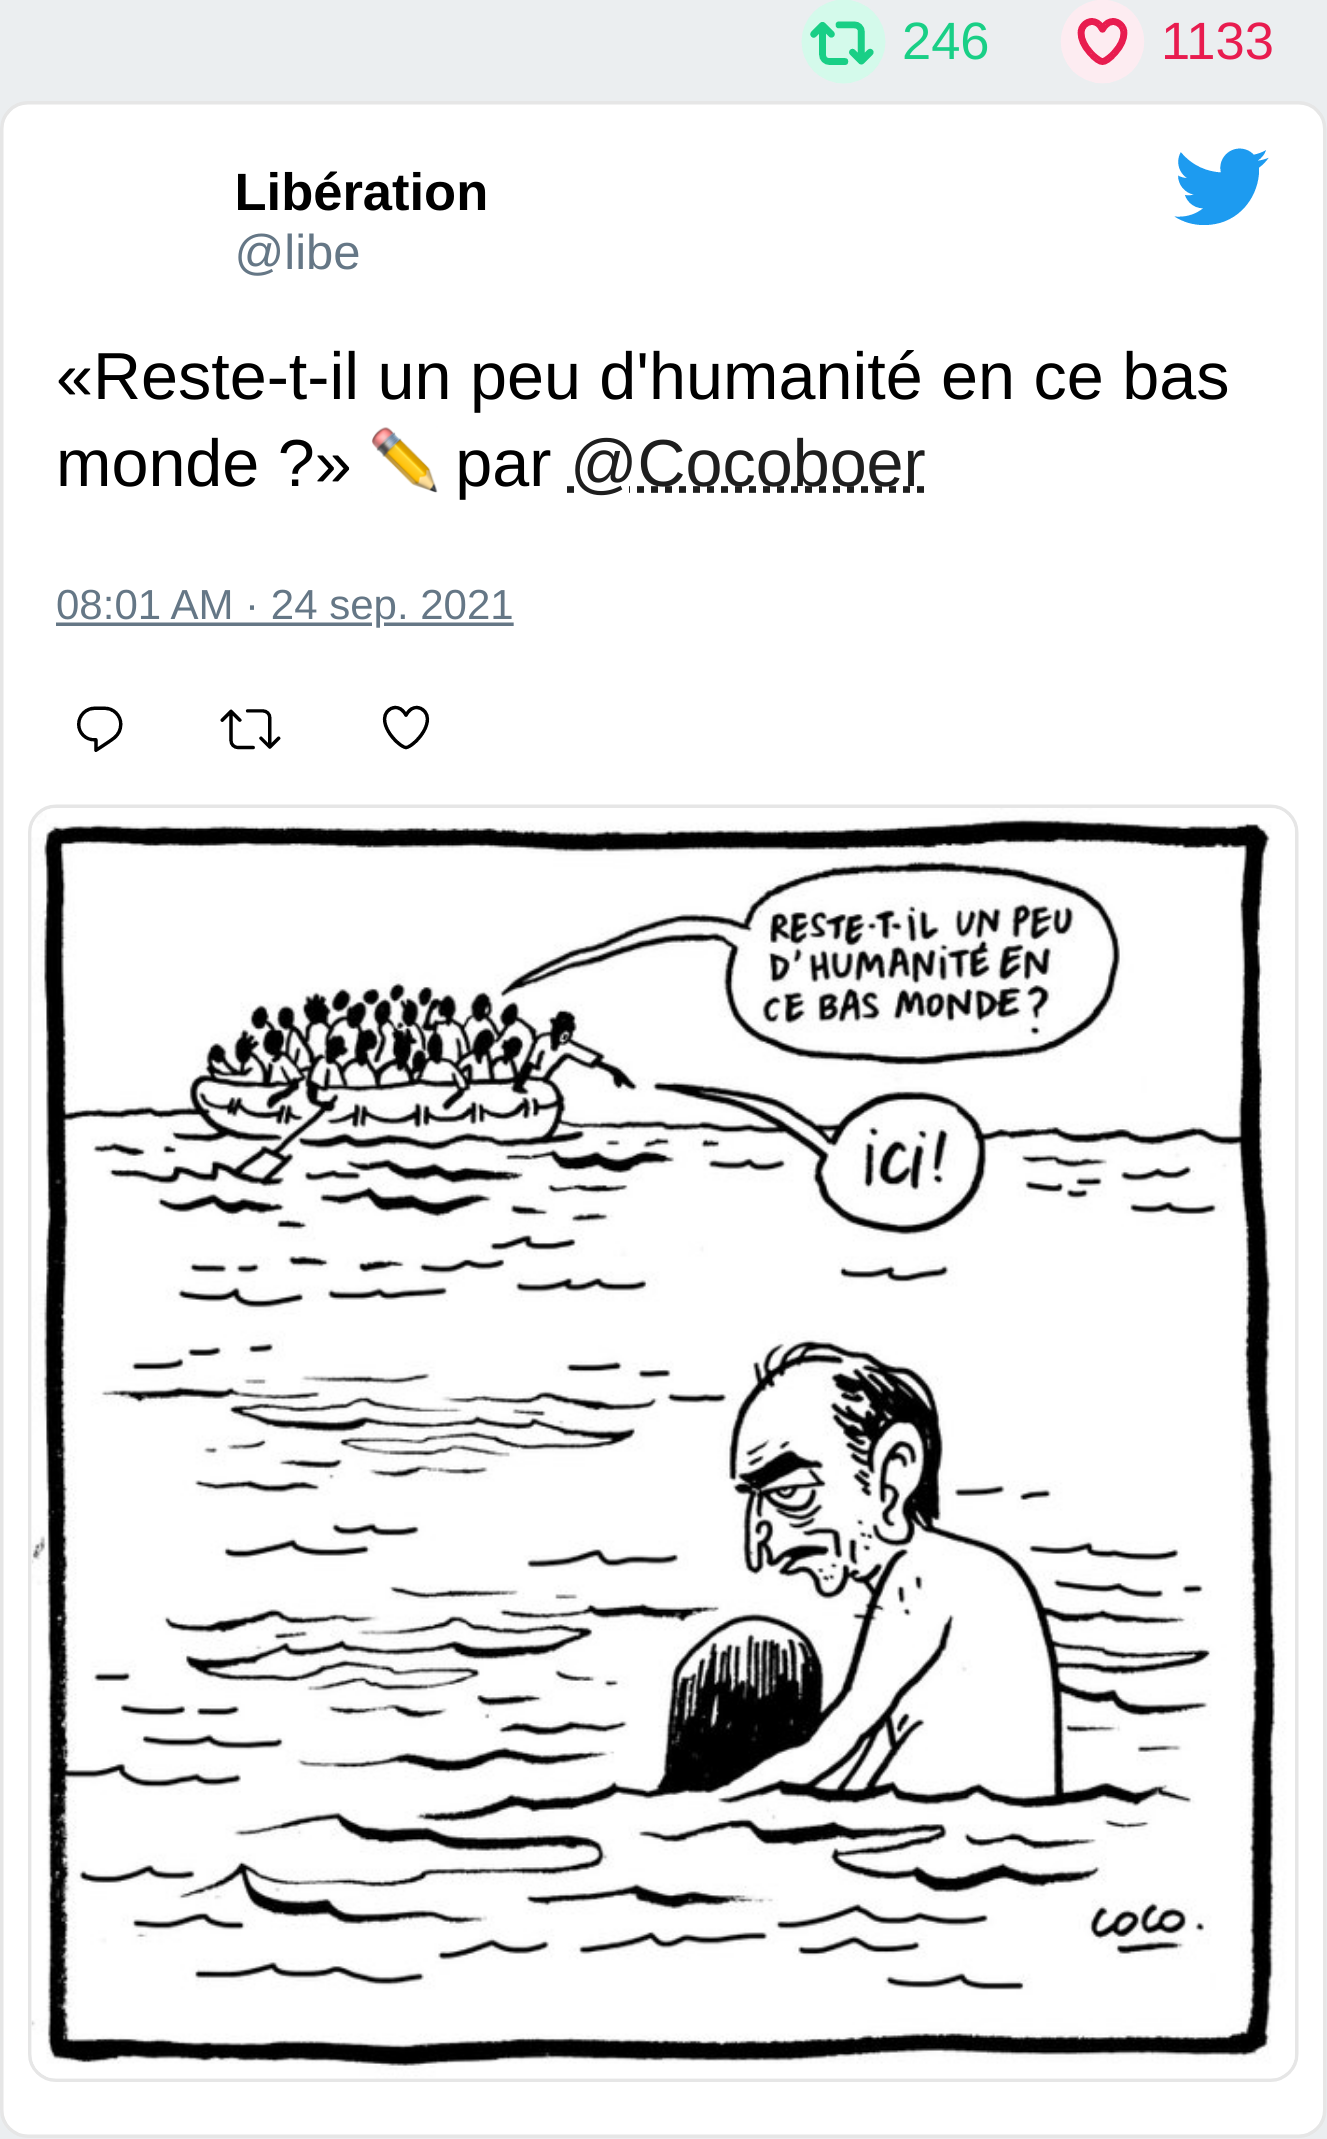 246 1133
Libération
@libe
«Reste-t-il un peu d'humanité en ce bas
monde ?» ✏️ par @Cocoboer
08:01 AM · 24 sep. 2021
RESTE-T-iL UN PEU
D'HUMANiTÉ EN
CE BAS MONDE?
iCi!
COCO.